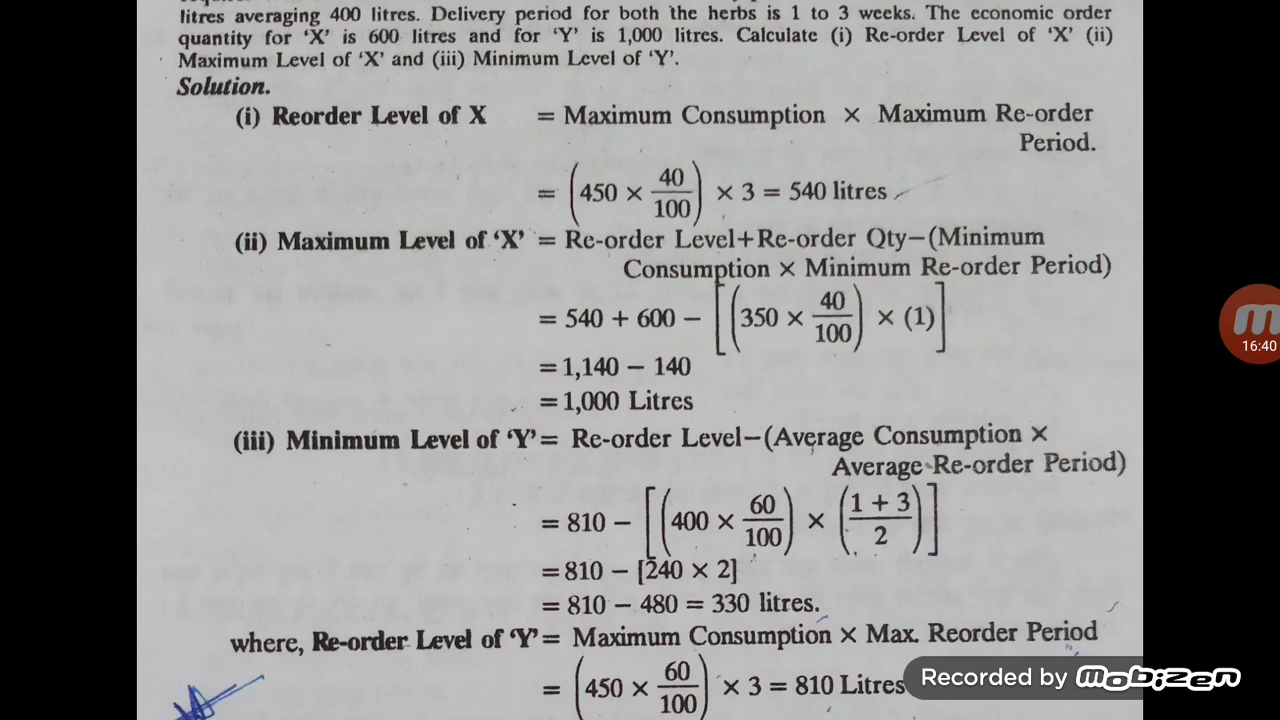 litres averaging 400 litres. Delivery period for both the herbs is 1 to 3 weeks. The economic order
quantity for ‘X’ is 600 litres and for ‘Y’ is 1,000 litres. Calculate (i) Re-order Level of ‘X’ (ii)
Maximum Level of ‘X’ and (iii) Minimum Level of ‘Y’.
Solution.
(i) Reorder Level of X = Maximum Consumption × Maximum Re-order
Period.
= (450 × 40/100) × 3 = 540 litres
(ii) Maximum Level of ‘X’ = Re-order Level+Re-order Qty−(Minimum
Consumption × Minimum Re-order Period)
= 540 + 600 − [(350 × 40/100) × (1)]
= 1,140 − 140
= 1,000 Litres
(iii) Minimum Level of ‘Y’ = Re-order Level−(Average Consumption ×
Average Re-order Period)
= 810 − [(400 × 60/100) × (1 + 3/2)]
= 810 − [240 × 2]
= 810 − 480 = 330 litres.
where, Re-order Level of ‘Y’ = Maximum Consumption × Max. Reorder Period
= (450 × 60/100) × 3 = 810 Litres
16:40
Recorded by mobizen